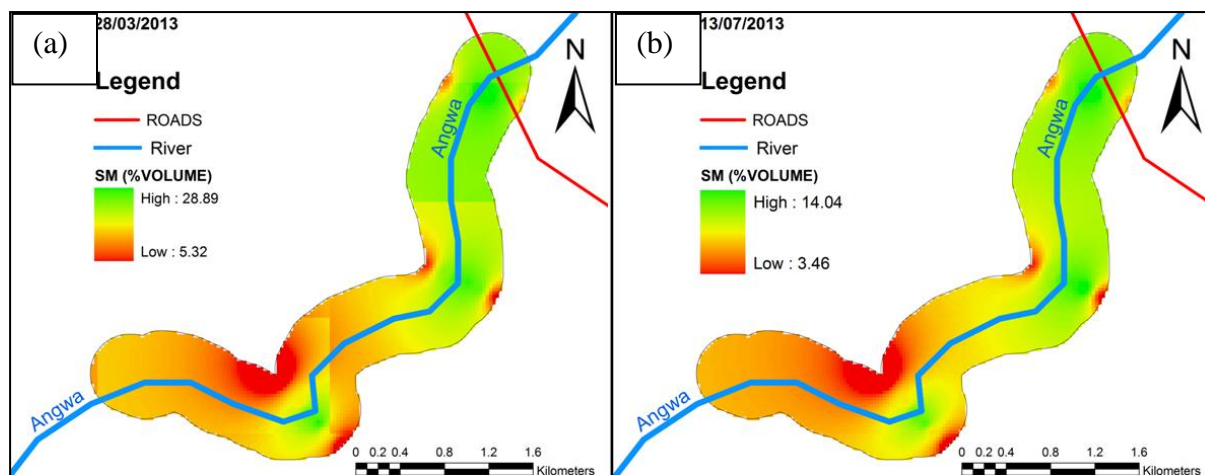 (a)
28/03/2013
N
Legend
ROADS
River
SM (%VOLUME)
High : 28.89
Low : 5.32
Angwa
Angwa
0 0.2 0.4 0.8 1.2 1.6
Kilometers
(b)
13/07/2013
N
Legend
ROADS
River
SM (%VOLUME)
High : 14.04
Low : 3.46
Angwa
Angwa
0 0.2 0.4 0.8 1.2 1.6
Kilometers